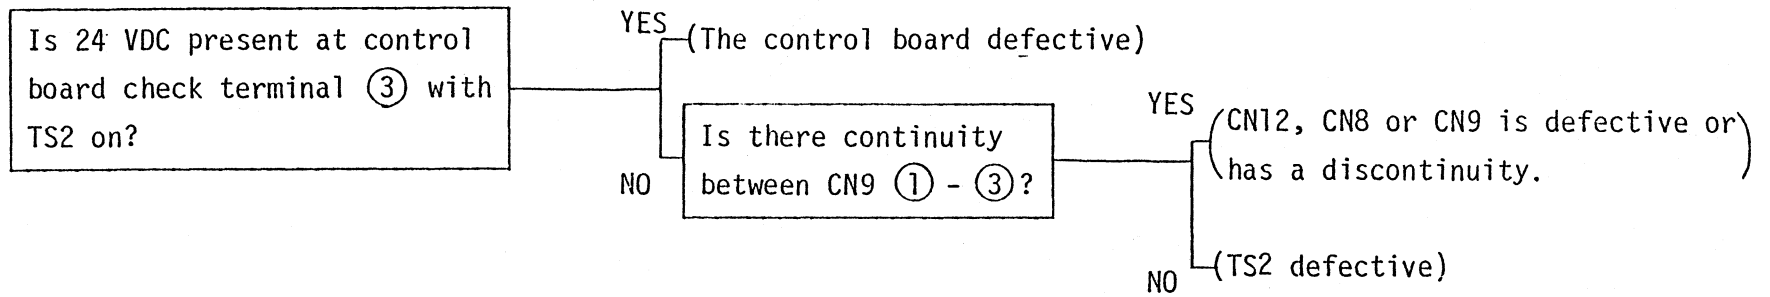 Is 24 VDC present at control
board check terminal ③ with
TS2 on?
YES
(The control board defective)
NO
Is there continuity
between CN9 ① - ③?
YES
(CN12, CN8 or CN9 is defective or
has a discontinuity.)
NO
(TS2 defective)